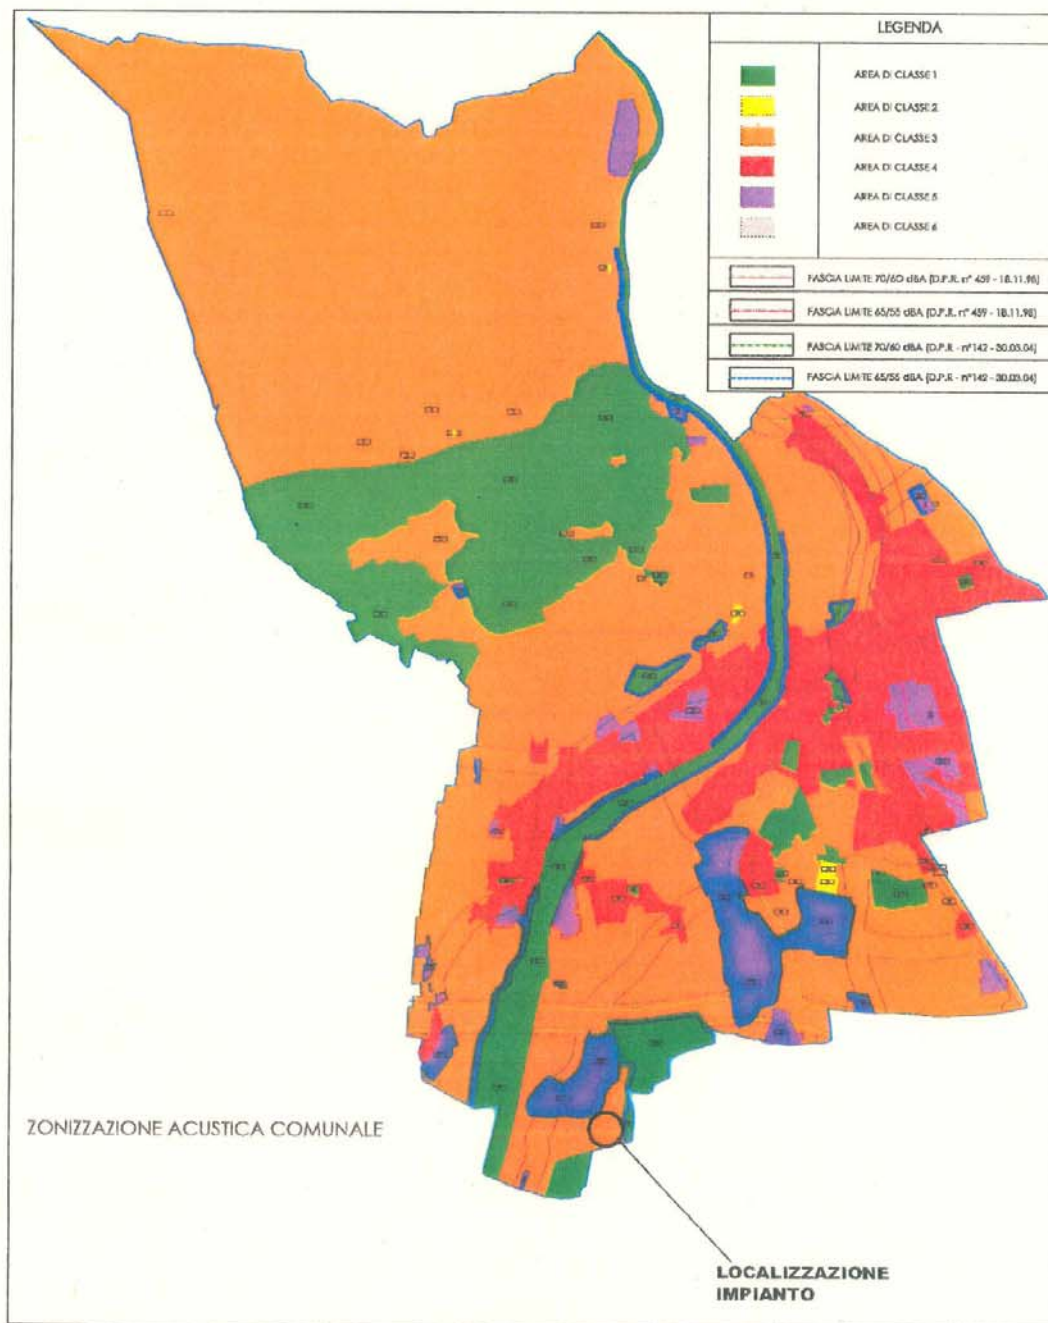 LEGENDA
AREA DI CLASSE 1
AREA DI CLASSE 2
AREA DI CLASSE 3
AREA DI CLASSE 4
AREA DI CLASSE 5
AREA DI CLASSE 6
FASCIA LIMITE 70/60 dBA (D.P.R. n° 459 - 18.11.98)
FASCIA LIMITE 65/55 dBA (D.P.R. n° 459 - 18.11.98)
FASCIA LIMITE 70/60 dBA (D.P.R - n°142 - 30.03.04)
FASCIA LIMITE 65/55 dBA (D.P.R - n°142 - 30.03.04)
ZONIZZAZIONE ACUSTICA COMUNALE
LOCALIZZAZIONE
IMPIANTO